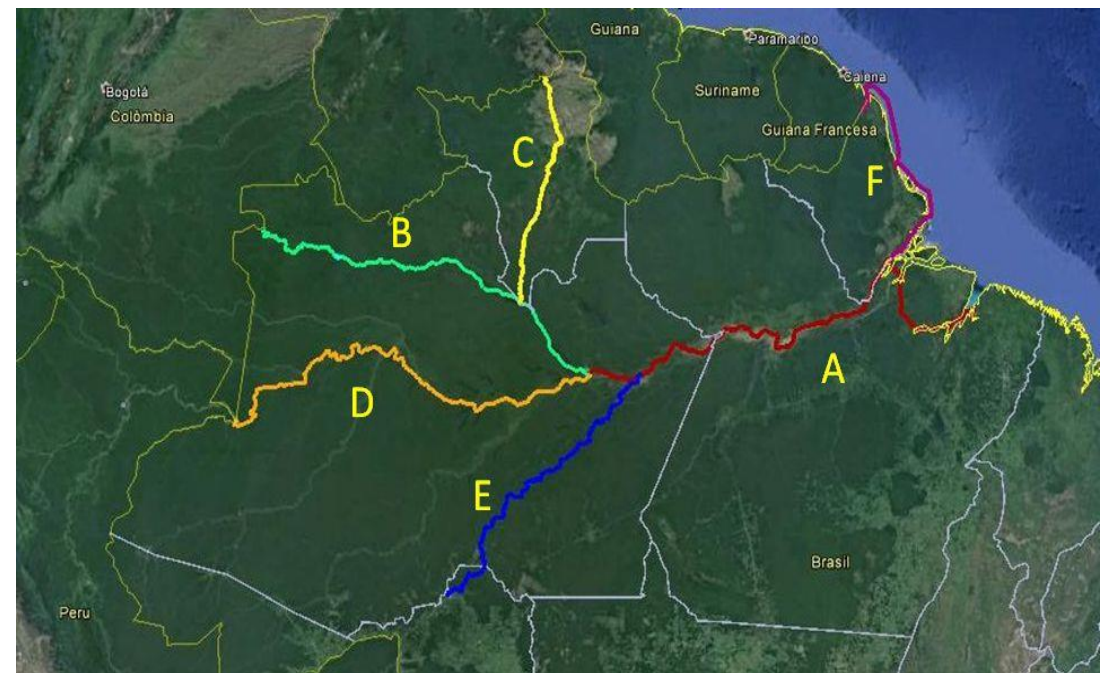 Guiana
Paramaribo
Caiena
Bogotá
Colômbia
Suriname
Guiana Francesa
C
F
B
A
D
E
Brasil
Peru